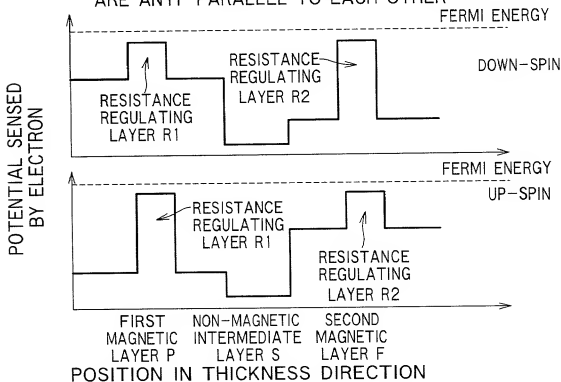 ARE ANTI-PARALLEL TO EACH OTHER
FERMI ENERGY
DOWN-SPIN
RESISTANCE
REGULATING
LAYER R1
RESISTANCE
REGULATING
LAYER R2
POTENTIAL SENSED
BY ELECTRON
FERMI ENERGY
UP-SPIN
RESISTANCE
REGULATING
LAYER R1
RESISTANCE
REGULATING
LAYER R2
FIRST
MAGNETIC
LAYER P
NON-MAGNETIC
INTERMEDIATE
LAYER S
SECOND
MAGNETIC
LAYER F
POSITION IN THICKNESS DIRECTION